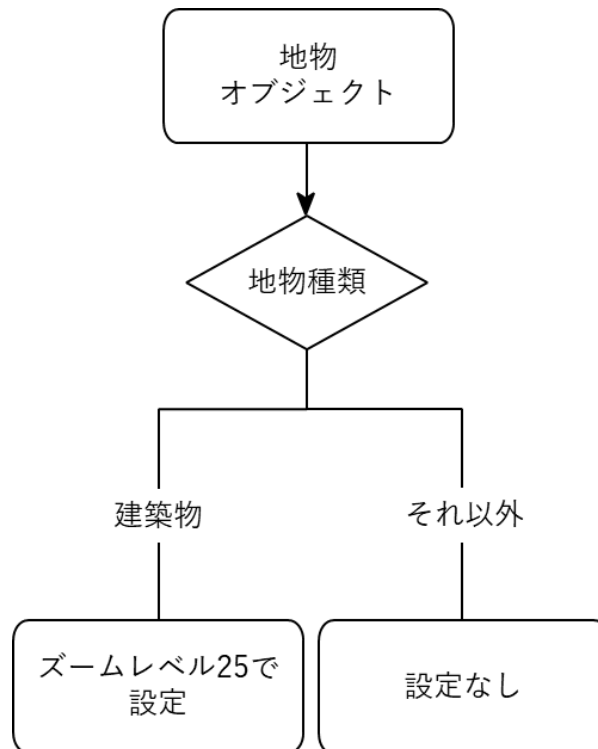 地物
オブジェクト
地物種類
建築物
それ以外
ズームレベル25で
設定
設定なし